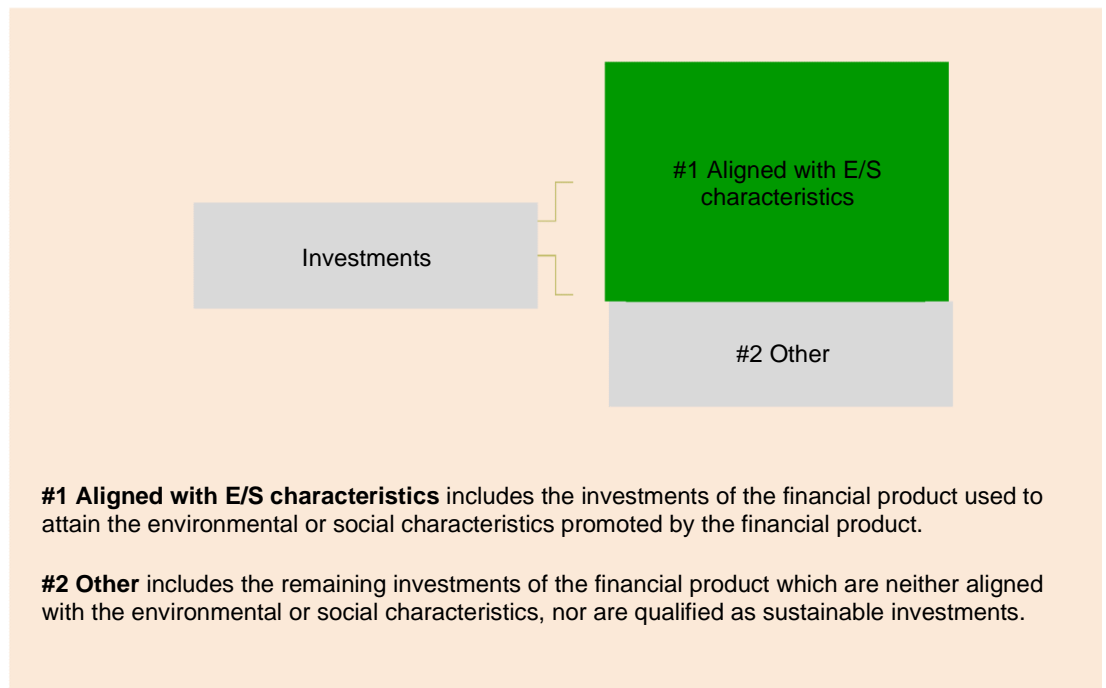 #1 Aligned with E/S
characteristics
Investments
#2 Other
#1 Aligned with E/S characteristics includes the investments of the financial product used to
attain the environmental or social characteristics promoted by the financial product.
#2 Other includes the remaining investments of the financial product which are neither aligned
with the environmental or social characteristics, nor are qualified as sustainable investments.